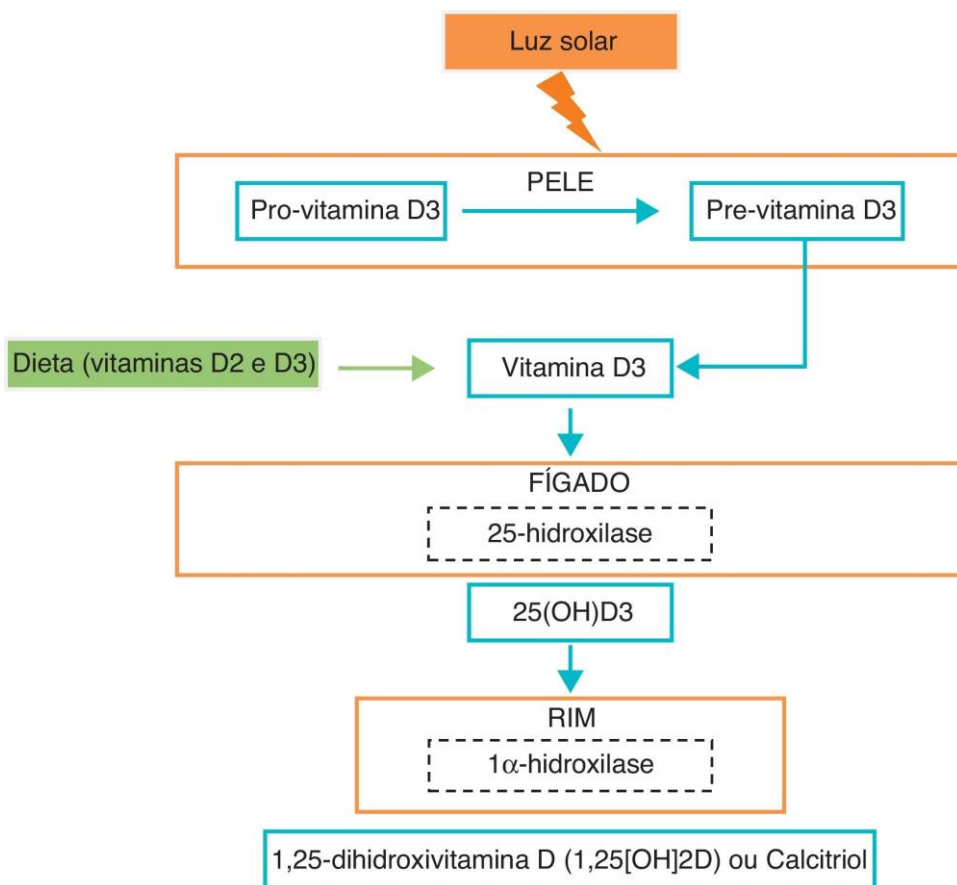 Luz solar
PELE
Pro-vitamina D3
Pre-vitamina D3
Dieta (vitaminas D2 e D3)
Vitamina D3
FÍGADO
25-hidroxilase
25(OH)D3
RIM
1α-hidroxilase
1,25-dihidroxivitamina D (1,25[OH]2D) ou Calcitriol